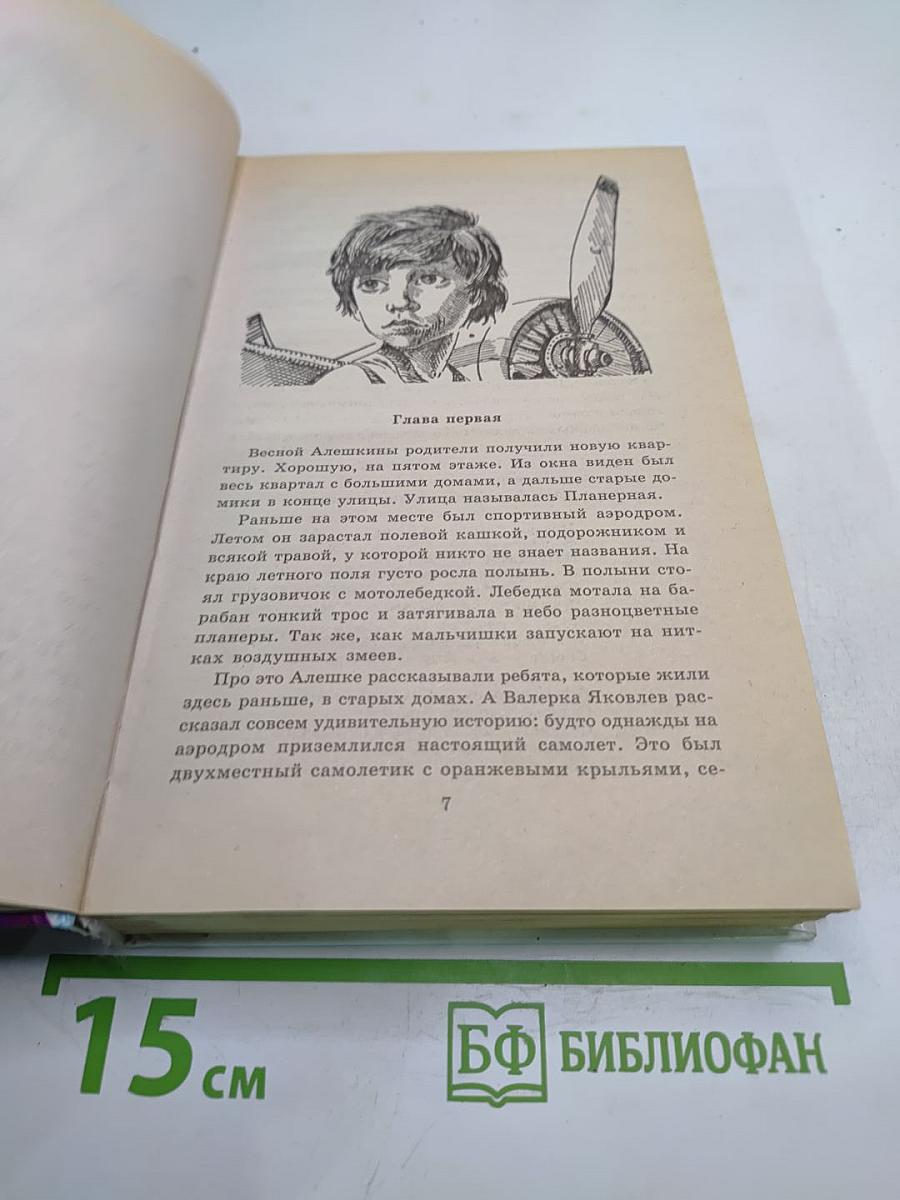 Глава первая
Весной Алешкины родители получили новую квар-
тиру. Хорошую, на пятом этаже. Из окна виден был
весь квартал с большими домами, а дальше старые до-
мики в конце улицы. Улица называлась Планерная.
Раньше на этом месте был спортивный аэродром.
Летом он зарастал полевой кашкой, подорожником и
всякой травой, у которой никто не знает названия. На
краю летного поля густо росла полынь. В полыни сто-
ял грузовичок с мотолебедкой. Лебедка мотала на ба-
рабан тонкий трос и затягивала в небо разноцветные
планеры. Так же, как мальчишки запускают на нит-
ках воздушных змеев.
Про это Алешке рассказывали ребята, которые жили
здесь раньше, в старых домах. А Валерка Яковлев рас-
сказал совсем удивительную историю: будто однажды на
аэродром приземлился настоящий самолет. Это был
двухместный самолетик с оранжевыми крыльями, се-
7
15 см
БФ БИБЛИОФАН